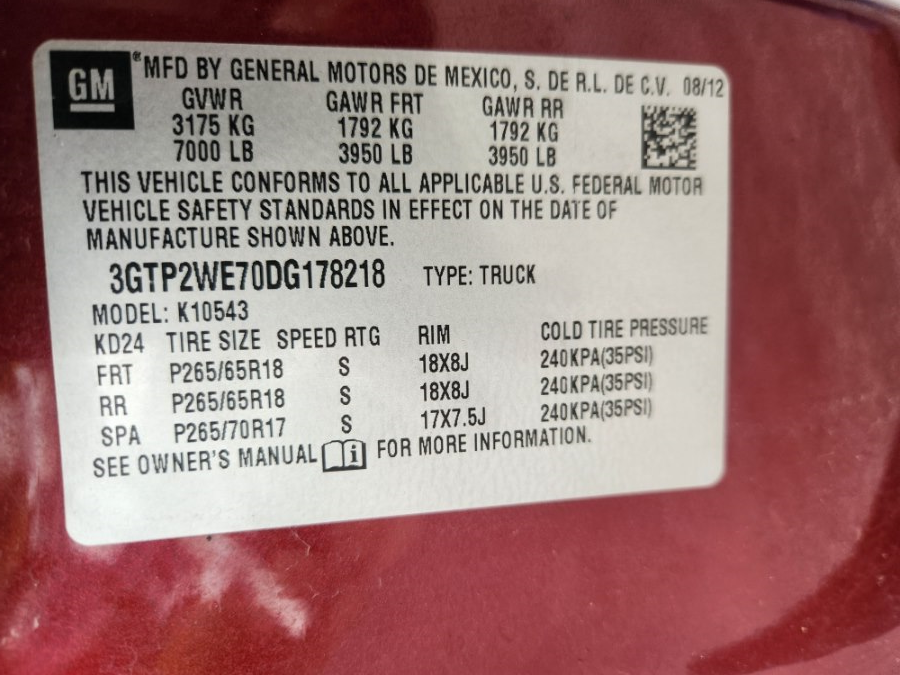 GM
®MFD BY GENERAL MOTORS DE MEXICO, S. DE R.L. DE C.V. 08/12
GVWR GAWR FRT GAWR RR
3175 KG 1792 KG 1792 KG
7000 LB 3950 LB 3950 LB
THIS VEHICLE CONFORMS TO ALL APPLICABLE U.S. FEDERAL MOTOR
VEHICLE SAFETY STANDARDS IN EFFECT ON THE DATE OF
MANUFACTURE SHOWN ABOVE.
3GTP2WE70DG178218 TYPE: TRUCK
MODEL: K10543
KD24 TIRE SIZE SPEED RTG RIM COLD TIRE PRESSURE
FRT P265/65R18 S 18X8J 240KPA(35PSI)
RR P265/65R18 S 18X8J 240KPA(35PSI)
SPA P265/70R17 S 17X7.5J 240KPA(35PSI)
SEE OWNER'S MANUAL i FOR MORE INFORMATION.